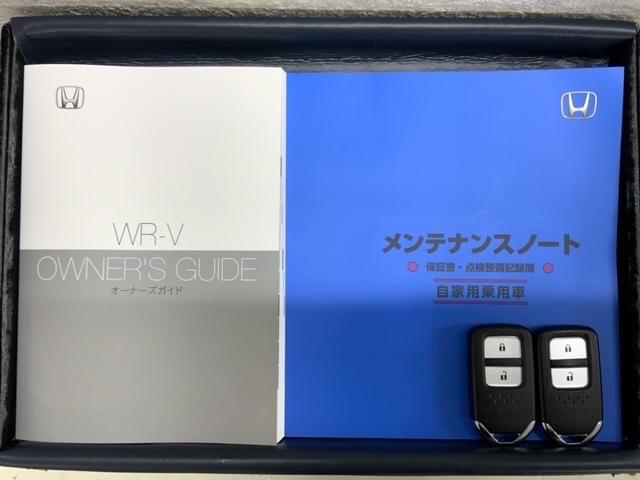 WR-V
OWNER'S GUIDE
オーナーズガイド
メンテナンスノート
保証書・点検整備記録簿
自家用乗用車